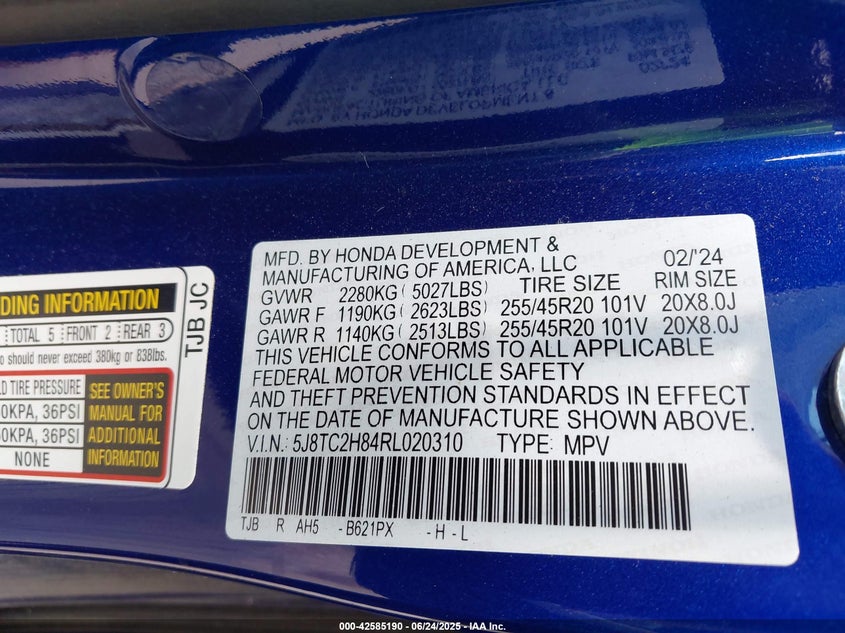 MFD. BY HONDA DEVELOPMENT &
MANUFACTURING OF AMERICA, LLC 02/'24
GVWR 2280KG ( 5027LBS) TIRE SIZE RIM SIZE
GAWR F 1190KG ( 2623LBS) 255/45R20 101V 20X8.0J
GAWR R 1140KG ( 2513LBS) 255/45R20 101V 20X8.0J
THIS VEHICLE CONFORMS TO ALL APPLICABLE
FEDERAL MOTOR VEHICLE SAFETY
AND THEFT PREVENTION STANDARDS IN EFFECT
ON THE DATE OF MANUFACTURE SHOWN ABOVE.
V.I.N.: 5J8TC2H84RL020310 TYPE: MPV
TJB R AH5 -B621PX -H-L
INFORMATION
TOTAL 5 FRONT 2 REAR 3
should never exceed 380kg or 838lbs.
TIRE PRESSURE
KPA, 36PSI
KPA, 36PSI
NONE
SEE OWNER'S
MANUAL FOR
ADDITIONAL
INFORMATION
TJB JC
000-42585190 - 06/24/2025 - IAA Inc.